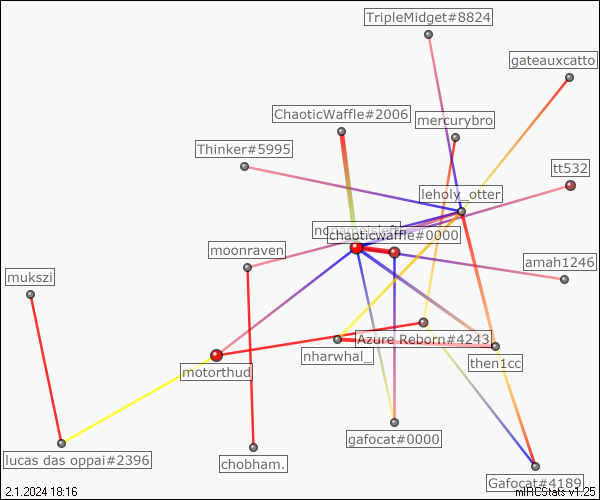 TripleMidget#8824
gateauxcatto
ChaoticWaffle#2006
mercurybro
Thinker#5995
tt532
leholy_otter
chaoticwaffle#0000
moonraven
amah1246
mukszi
Azure Reborn#4243
nharwhal_
then1cc
motorthud
gafocat#0000
lucas das oppai#2396
chobham.
Gafocat#4189
2.1.2024 18:16
mIRCStats v1.25